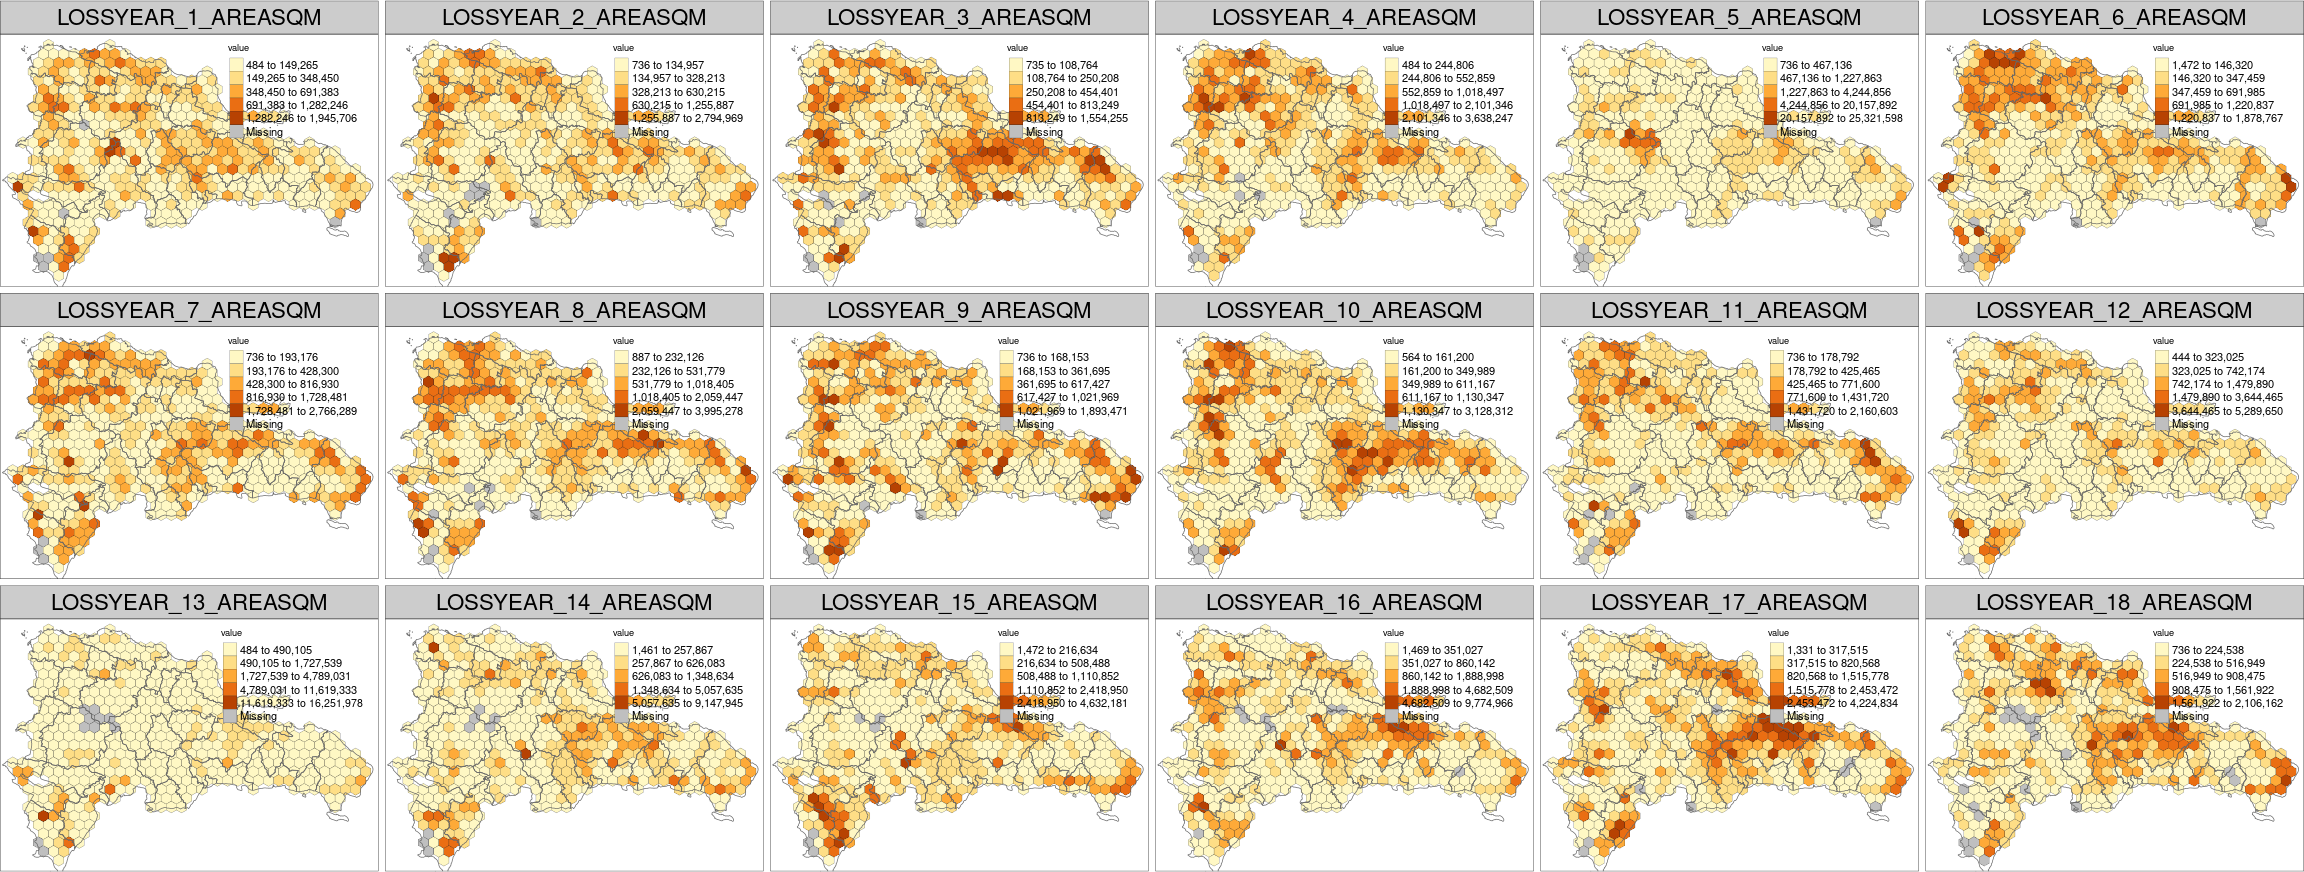 LOSSYEAR_1_AREASQM
value
484 to 149,265
149,265 to 348,450
348,450 to 691,383
691,383 to 1,282,246
1,282,246 to 1,945,706
Missing
LOSSYEAR_2_AREASQM
value
736 to 134,957
134,957 to 328,213
328,213 to 630,215
630,215 to 1,255,887
1,255,887 to 2,794,969
Missing
LOSSYEAR_3_AREASQM
value
735 to 108,764
108,764 to 250,208
250,208 to 454,401
454,401 to 813,249
813,249 to 1,554,255
Missing
LOSSYEAR_4_AREASQM
value
484 to 244,806
244,806 to 552,859
552,859 to 1,018,497
1,018,497 to 2,101,346
2,101,346 to 3,638,247
Missing
LOSSYEAR_5_AREASQM
value
736 to 467,136
467,136 to 1,227,863
1,227,863 to 4,244,856
4,244,856 to 20,157,892
20,157,892 to 25,321,598
Missing
LOSSYEAR_6_AREASQM
value
1,472 to 146,320
146,320 to 347,459
347,459 to 691,985
691,985 to 1,220,837
1,220,837 to 1,878,767
Missing
LOSSYEAR_7_AREASQM
value
736 to 193,176
193,176 to 428,300
428,300 to 816,930
816,930 to 1,728,481
1,728,481 to 2,766,289
Missing
LOSSYEAR_8_AREASQM
value
887 to 232,126
232,126 to 531,779
531,779 to 1,018,405
1,018,405 to 2,059,447
2,059,447 to 3,995,278
Missing
LOSSYEAR_9_AREASQM
value
736 to 168,153
168,153 to 361,695
361,695 to 617,427
617,427 to 1,021,969
1,021,969 to 1,893,471
Missing
LOSSYEAR_10_AREASQM
value
564 to 161,200
161,200 to 349,989
349,989 to 611,167
611,167 to 1,130,347
1,130,347 to 3,128,312
Missing
LOSSYEAR_11_AREASQM
value
736 to 178,792
178,792 to 425,465
425,465 to 771,600
771,600 to 1,431,720
1,431,720 to 2,160,603
Missing
LOSSYEAR_12_AREASQM
value
444 to 323,025
323,025 to 742,174
742,174 to 1,479,890
1,479,890 to 3,644,465
3,644,465 to 5,289,650
Missing
LOSSYEAR_13_AREASQM
value
484 to 490,105
490,105 to 1,727,539
1,727,539 to 4,789,031
4,789,031 to 11,619,333
11,619,333 to 16,251,978
Missing
LOSSYEAR_14_AREASQM
value
1,461 to 257,867
257,867 to 626,083
626,083 to 1,348,634
1,348,634 to 5,057,635
5,057,635 to 9,147,945
Missing
LOSSYEAR_15_AREASQM
value
1,472 to 216,634
216,634 to 508,488
508,488 to 1,110,852
1,110,852 to 2,418,950
2,418,950 to 4,632,181
Missing
LOSSYEAR_16_AREASQM
value
1,469 to 351,027
351,027 to 860,142
860,142 to 1,888,998
1,888,998 to 4,682,509
4,682,509 to 9,774,966
Missing
LOSSYEAR_17_AREASQM
value
1,331 to 317,515
317,515 to 820,568
820,568 to 1,515,778
1,515,778 to 2,453,472
2,453,472 to 4,224,834
Missing
LOSSYEAR_18_AREASQM
value
736 to 224,538
224,538 to 516,949
516,949 to 908,475
908,475 to 1,561,922
1,561,922 to 2,106,162
Missing